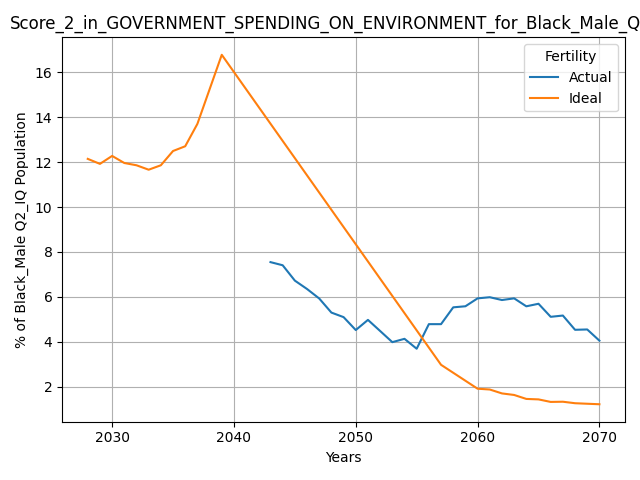 Score_2_in_GOVERNMENT_SPENDING_ON_ENVIRONMENT_for_Black_Male_Q
Fertility
Actual
Ideal
16
14
12
10
8
6
4
2
% of Black_Male Q2_IQ Population
2030 2040 2050 2060 2070
Years